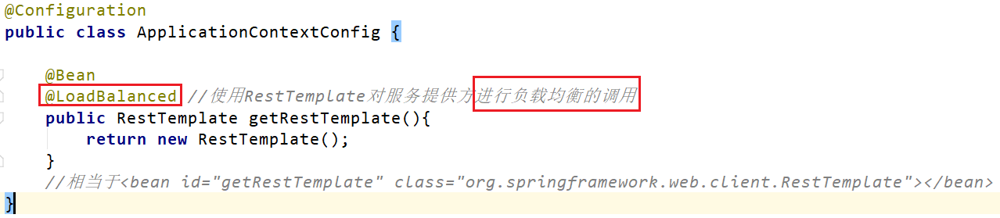 @Configuration
public class ApplicationContextConfig {
@Bean
@LoadBalanced //使用RestTemplate对服务提供方进行负载均衡的调用
public RestTemplate getRestTemplate(){
return new RestTemplate();
}
//相当于<bean id="getRestTemplate" class="org.springframework.web.client.RestTemplate"></bean>
}